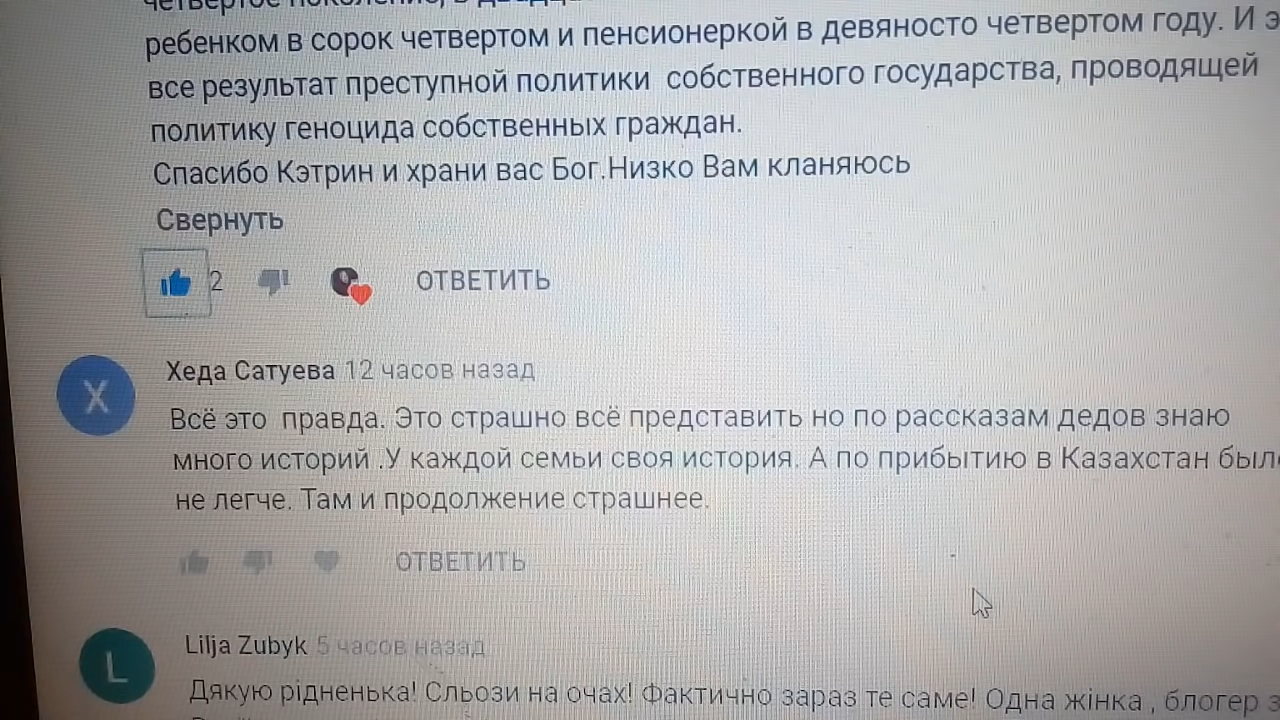 четвертое поколение, в
ребенком в сорок четвертом и пенсионеркой в девяносто четвертом году. И
все результат преступной политики собственного государства, проводящей
политику геноцида собственных граждан.
Спасибо Кэтрин и храни вас Бог.Низко Вам кланяюсь
Свернуть
2 ОТВЕТИТЬ
Х
Хеда Сатуева 12 часов назад
Всё это правда. Это страшно всё представить но по рассказам дедов знаю
много историй .У каждой семьи своя история. А по прибытию в Казахстан был
не легче. Там и продолжение страшнее.
ОТВЕТИТЬ
L
Lilja Zubyk 5 часов назад
Дякую рідненька! Сльози на очах! Фактично зараз те саме! Одна жінка , блогер з